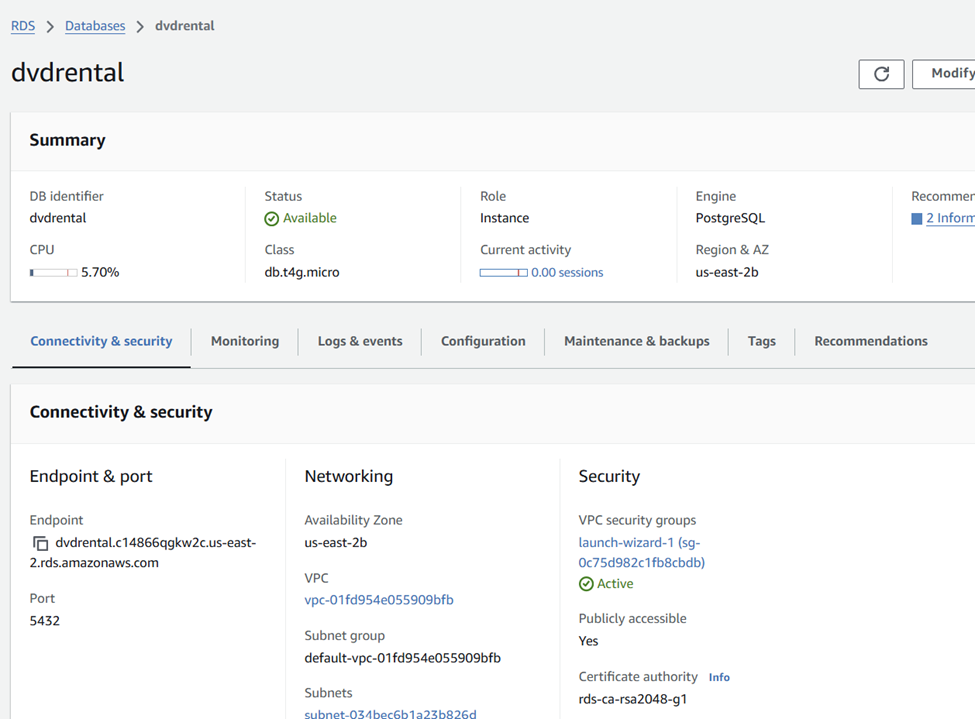 RDS > Databases > dvdrental
dvdrental
Modify
Summary
DB identifier
dvdrental
Status
Available
Role
Instance
Engine
PostgreSQL
Recommen
2 Inform
CPU
5.70%
Class
db.t4g.micro
Current activity
0.00 sessions
Region & AZ
us-east-2b
Connectivity & security
Monitoring
Logs & events
Configuration
Maintenance & backups
Tags
Recommendations
Connectivity & security
Endpoint & port
Endpoint
dvdrental.c14866qgkw2c.us-east-
2.rds.amazonaws.com
Port
5432
Networking
Availability Zone
us-east-2b
VPC
vpc-01fd954e055909bfb
Subnet group
default-vpc-01fd954e055909bfb
Subnets
subnet-034bec6b1a23b826d
Security
VPC security groups
launch-wizard-1 (sg-
0c75d982c1fb8cbdb)
Active
Publicly accessible
Yes
Certificate authority Info
rds-ca-rsa2048-g1